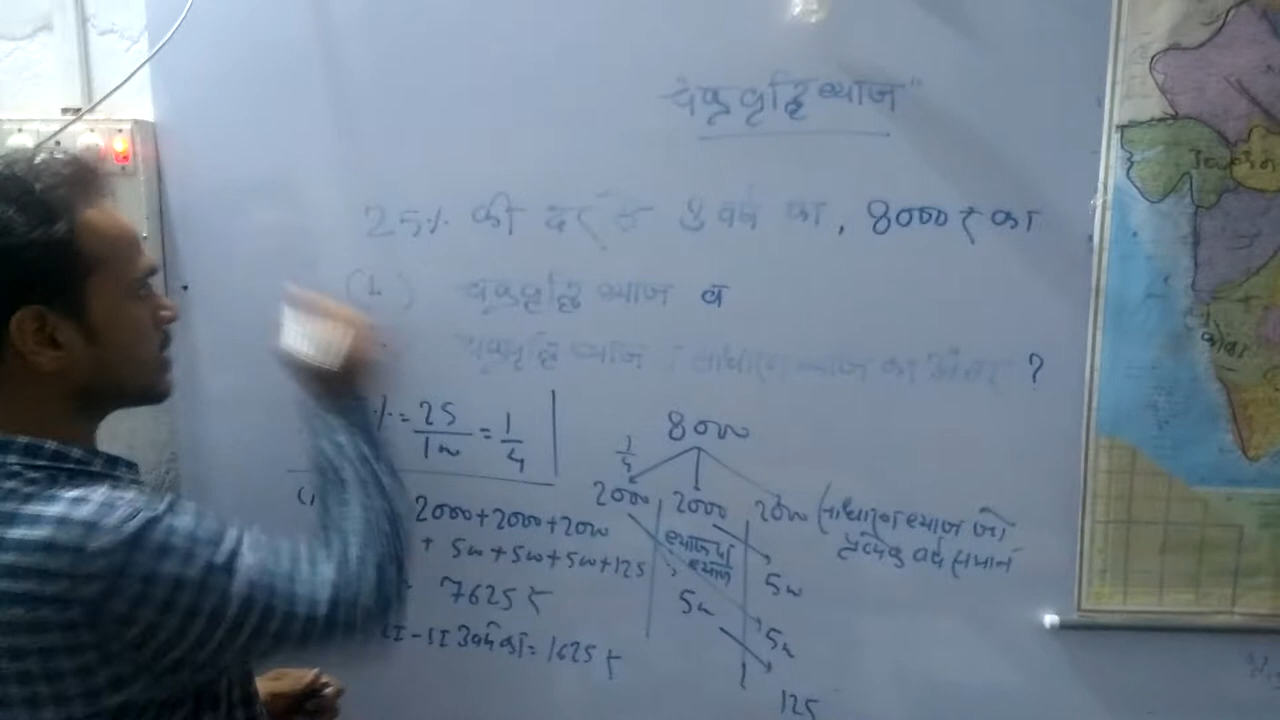 चक्रवृद्धि ब्याज"
25% की दर से 3 वर्ष का, 8000 ₹ का
(1) चक्रवृद्धि ब्याज व
चक्रवृद्धि ब्याज साधारण ब्याज का अंतर ?
% = 25/100 = 1/4
8000
1/4
2000 2000 2000 (साधारण ब्याज जो
प्रत्येक वर्ष समान
ब्याज पर
ब्याज
500
500
500
125
(1
2000+2000+2000
+ 500+500+500+125
7625 ₹
CI-SI 3वर्ष का = 1625 ₹
गोवा